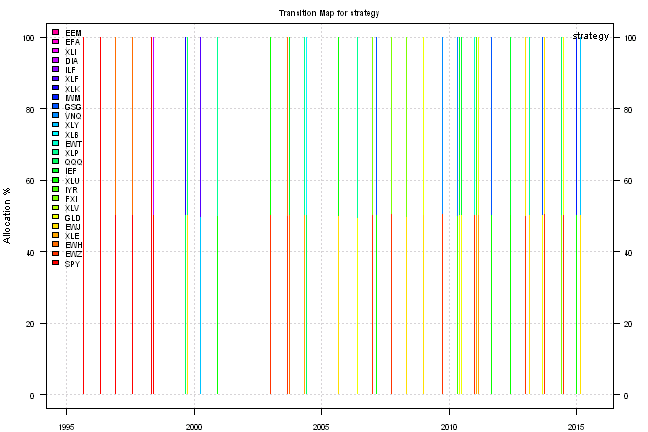 Transition Map for strategy
strategy
EEM
EFA
XLI
DIA
ILF
XLF
XLK
IWM
GSG
VNQ
XLY
XLB
EWT
XLP
QQQ
IEF
XLU
IYR
FXI
XLV
GLD
EWJ
XLE
EWH
EWZ
SPY
Allocation %
100
80
60
40
20
0
100
80
60
40
20
0
1995
2000
2005
2010
2015